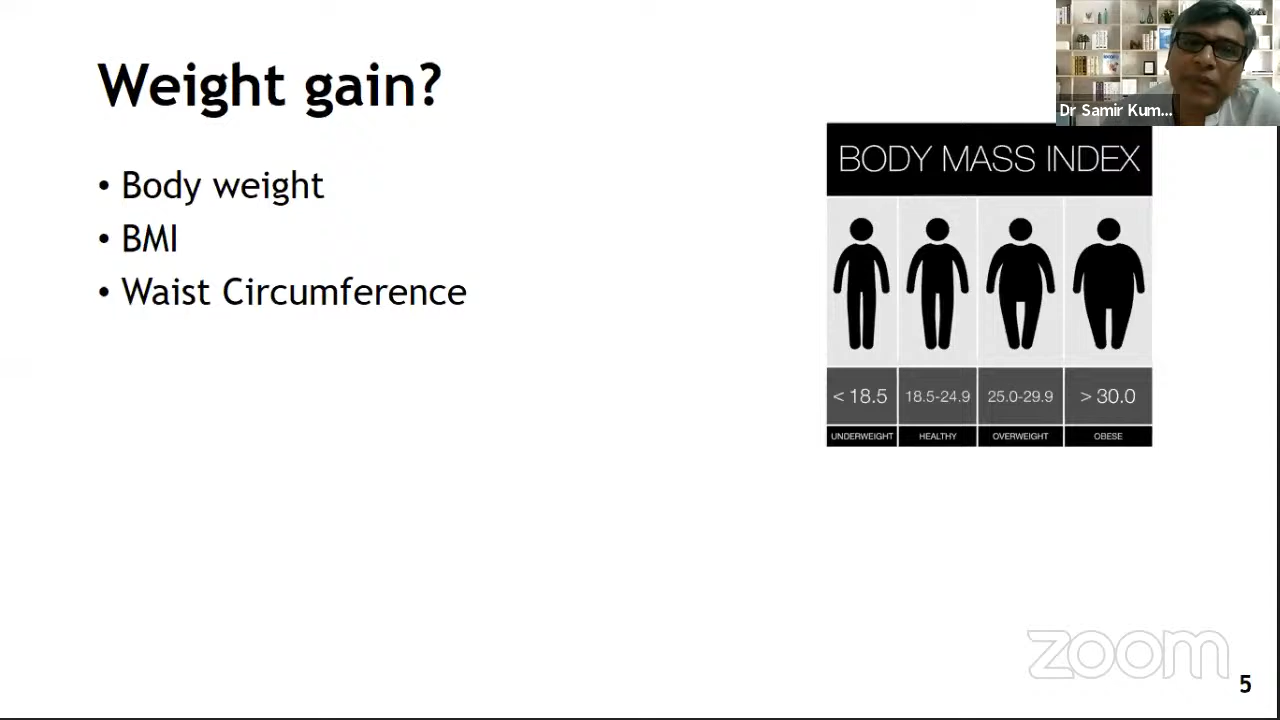 Weight gain?
• Body weight
• BMI
• Waist Circumference
Dr Samir Kum...
BODY MASS INDEX
< 18.5 18.5-24.9 25.0-29.9 > 30.0
UNDERWEIGHT HEALTHY OVERWEIGHT OBESE
zoom
5